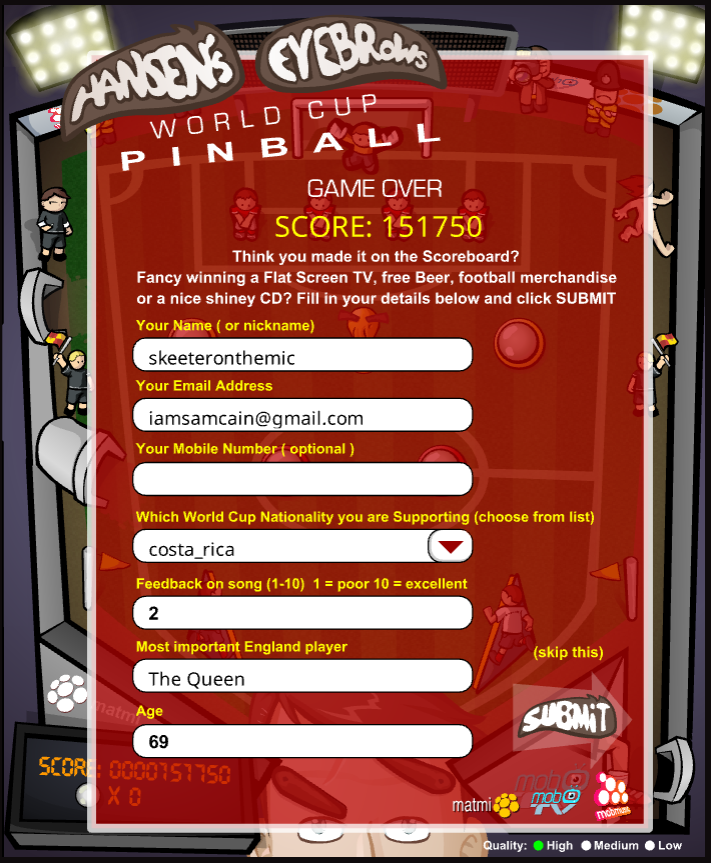 HANSEN'S EYEBROWS
WORLD CUP
PINBALL
GAME OVER
SCORE: 151750
Think you made it on the Scoreboard?
Fancy winning a Flat Screen TV, free Beer, football merchandise
or a nice shiney CD? Fill in your details below and click SUBMIT
Your Name ( or nickname)
skeeteronthemic
Your Email Address
iamsamcain@gmail.com
Your Mobile Number ( optional )
Which World Cup Nationality you are Supporting (choose from list)
costa_rica
Feedback on song (1-10)  1 = poor 10 = excellent
2
Most important England player
(skip this)
The Queen
SUBMIT
Age
69
matmi
SCORE: 0000151750
X 0
matmi
mob
mob TV
mobmusic
Quality: High Medium Low